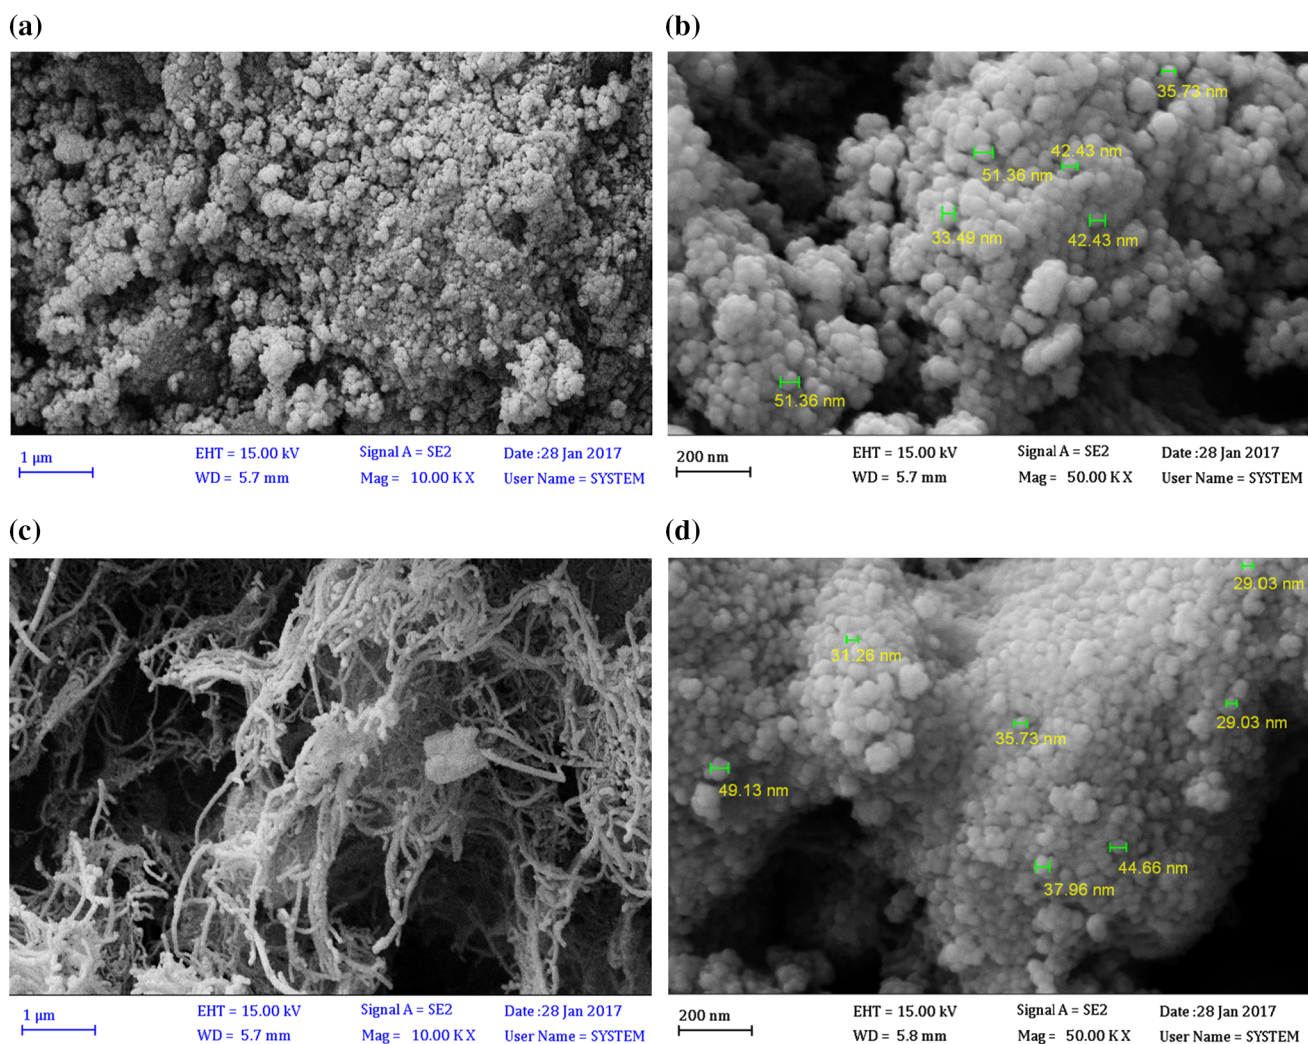 (a)
(b)
35.73 nm
42.43 nm
51.36 nm
33.49 nm
42.43 nm
51.36 nm
1 μm
EHT = 15.00 kV
Signal A = SE2
Date :28 Jan 2017
WD = 5.7 mm
Mag = 10.00 K X
User Name = SYSTEM
200 nm
EHT = 15.00 kV
Signal A = SE2
Date :28 Jan 2017
WD = 5.7 mm
Mag = 50.00 K X
User Name = SYSTEM
(c)
(d)
29.03 nm
31.26 nm
29.03 nm
35.73 nm
49.13 nm
44.66 nm
37.96 nm
1 μm
EHT = 15.00 kV
Signal A = SE2
Date :28 Jan 2017
WD = 5.7 mm
Mag = 10.00 K X
User Name = SYSTEM
200 nm
EHT = 15.00 kV
Signal A = SE2
Date :28 Jan 2017
WD = 5.8 mm
Mag = 50.00 K X
User Name = SYSTEM